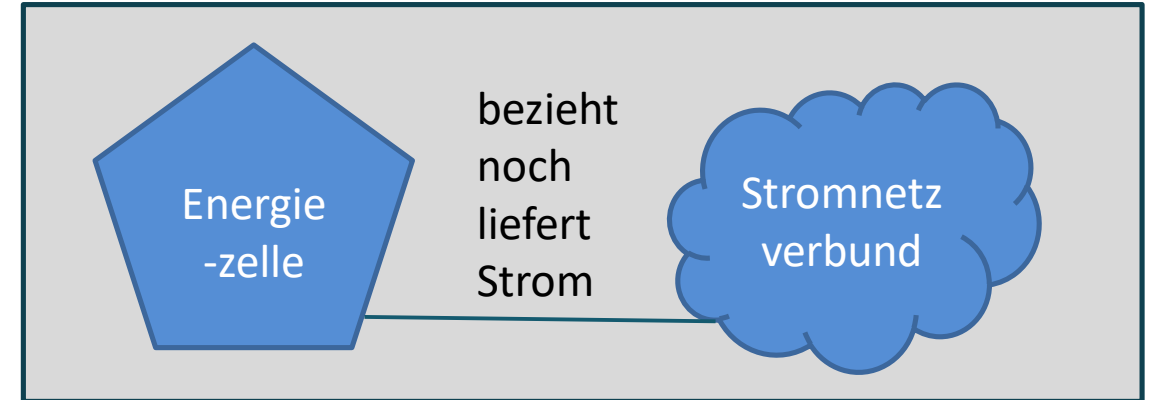 Energie
-zelle
bezieht
noch
liefert
Strom
Stromnetz
verbund